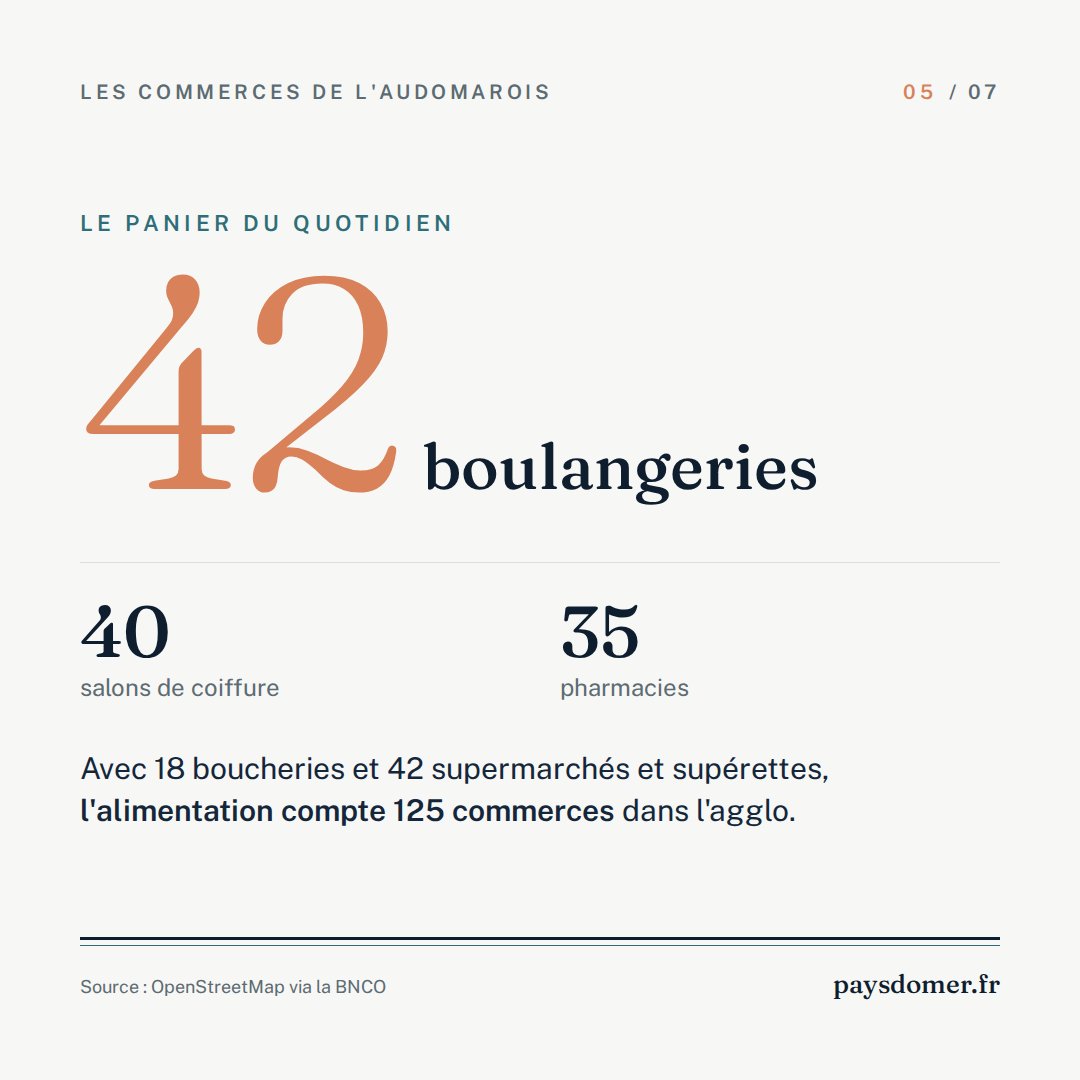 LES COMMERCES DE L'AUDOMAROIS
05 / 07
LE PANIER DU QUOTIDIEN
42 boulangeries
40
salons de coiffure
35
pharmacies
Avec 18 boucheries et 42 supermarchés et supérettes,
l'alimentation compte 125 commerces dans l'agglo.
Source : OpenStreetMap via la BNCO
paysdomer.fr